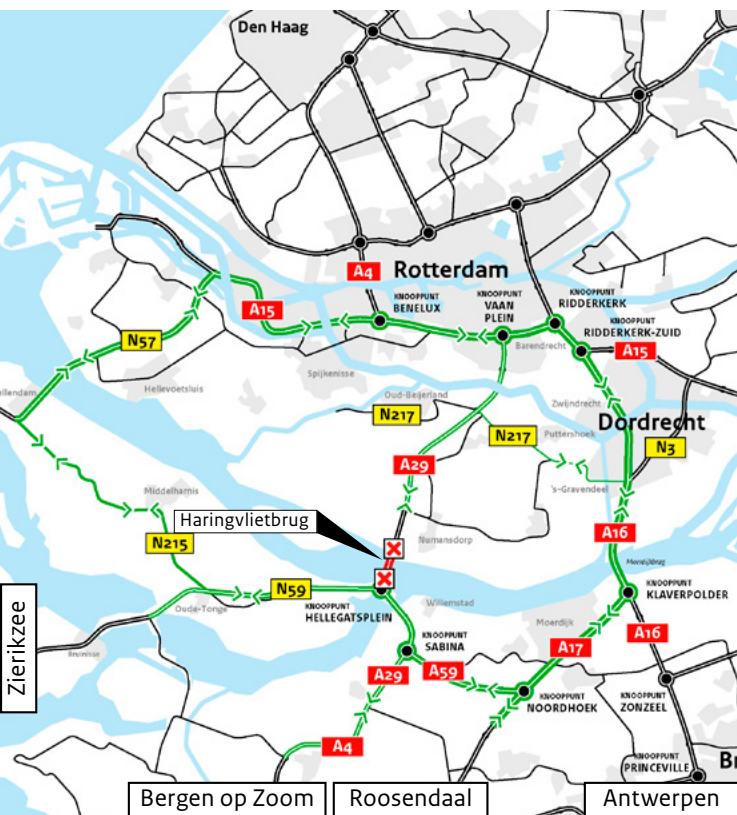 Den Haag
A4
Rotterdam
KNOOPPUNT
BENELUX
KNOOPPUNT
VAAN
PLEIN
KNOOPPUNT
RIDDERKERK
KNOOPPUNT
RIDDERKERK-ZUID
A15
A15
N57
Barendrecht
Spijkenisse
Hellevoetsluis
Oud-Beijerland
Zwijndrecht
N217
N217
Puttershoek
Dordrecht
N3
A29
's-Gravendeel
Middelharnis
Haringvlietbrug
N215
Numansdorp
A16
Moerdijkbrug
N59
Oude-Tonge
KNOOPPUNT
HELLEGATSPLEIN
Willemstad
KNOOPPUNT
KLAVERPOLDER
Moerdijk
A16
A17
Zierikzee
Bruinisse
KNOOPPUNT
SABINA
A29
A59
KNOOPPUNT
NOORDHOEK
KNOOPPUNT
ZONZEEL
A4
KNOOPPUNT
PRINCEVILLE
Br
Bergen op Zoom
Roosendaal
Antwerpen